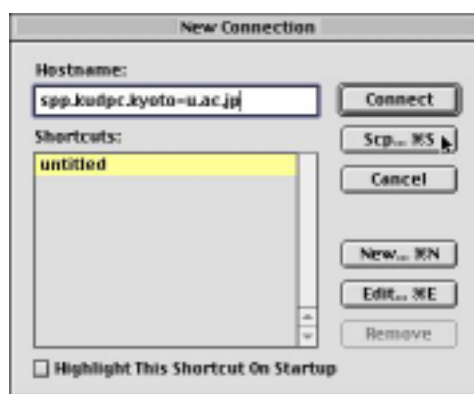 New Connection
Hostname:
spp.kudpc.kyoto-u.ac.jp
Connect
Shortcuts:
Scp... ⌘S
untitled
Cancel
New... ⌘N
Edit... ⌘E
Remove
Highlight This Shortcut On Startup